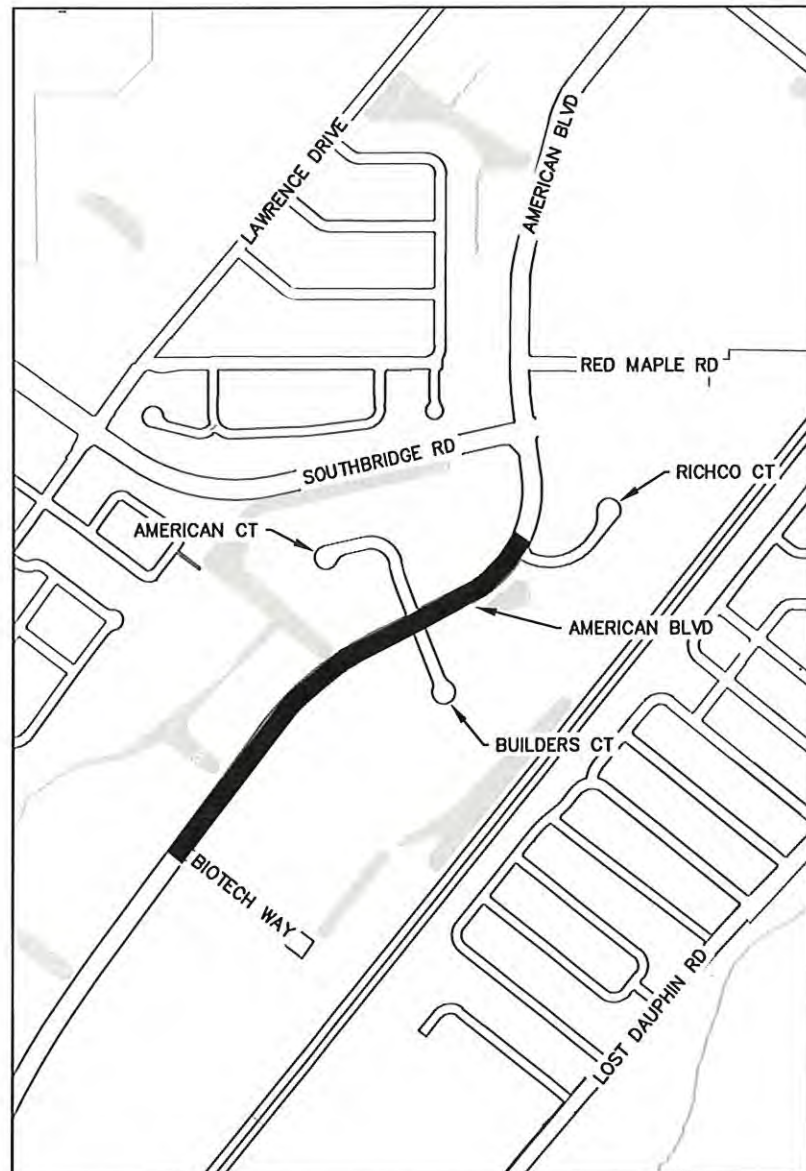 LAWRENCE DRIVE
AMERICAN BLVD
RED MAPLE RD
SOUTHBRIDGE RD
RICHCO CT
AMERICAN CT
AMERICAN BLVD
BUILDERS CT
BIOTECH WAY
LOST DAUPHIN RD